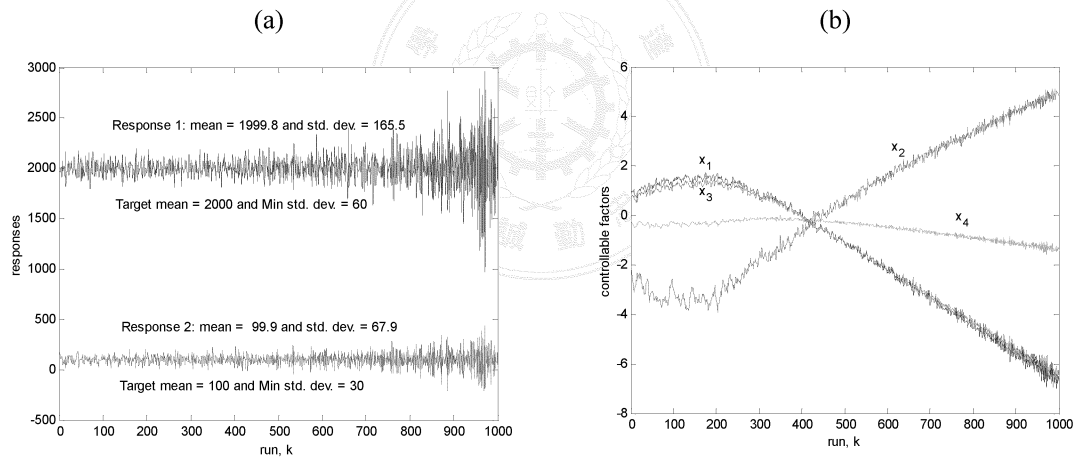 (a)
3000
2500
2000
1500
1000
500
0
-500
responses
Response 1: mean = 1999.8 and std. dev. = 165.5
Target mean = 2000 and Min std. dev. = 60
Response 2: mean = 99.9 and std. dev. = 67.9
Target mean = 100 and Min std. dev. = 30
0 100 200 300 400 500 600 700 800 900 1000
run, k
(b)
6
4
2
0
-2
-4
-6
-8
controllable factors
x1
x2
x3
x4
0 100 200 300 400 500 600 700 800 900 1000
run, k